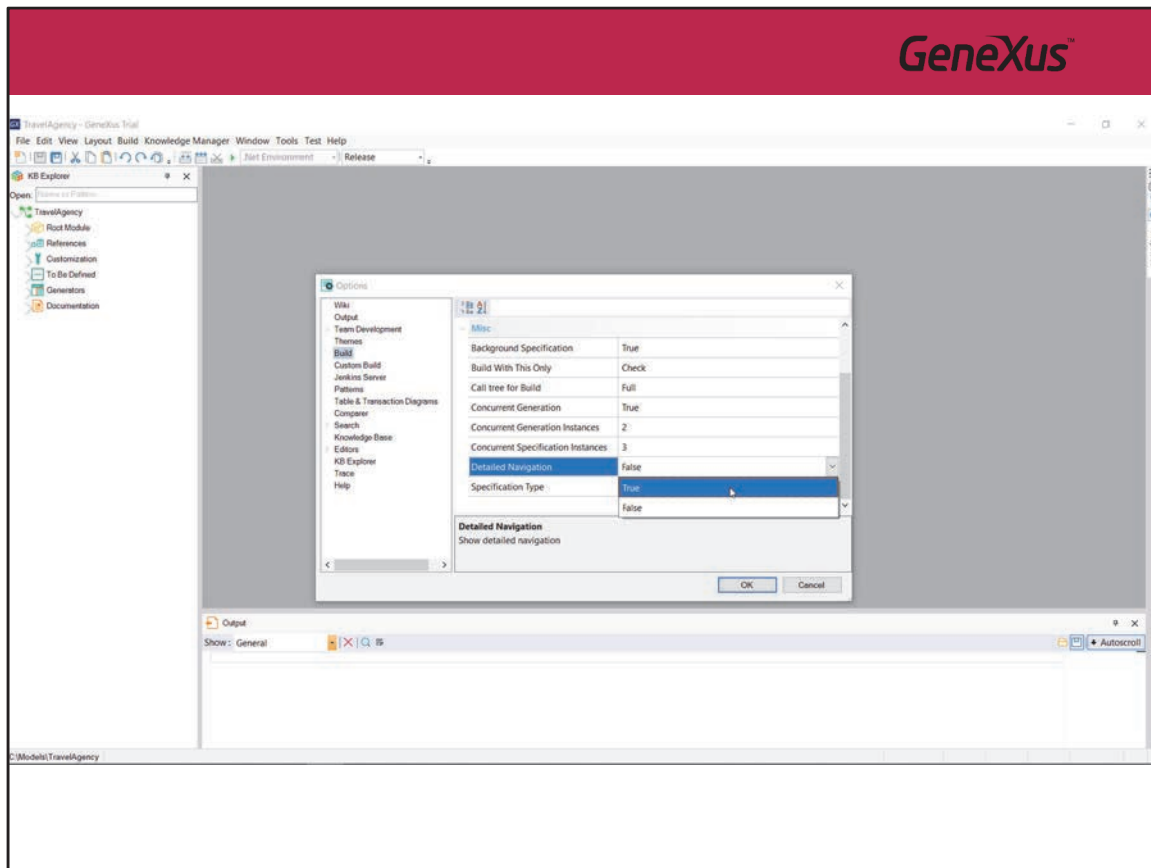 GeneXus™
TravelAgency - GeneXus Trial
File Edit View Layout Build Knowledge Manager Window Tools Test Help
.Net Environment Release
KB Explorer
Open: Name or Pattern
TravelAgency
Root Module
References
Customization
To Be Defined
Generators
Documentation
Options
Wiki
Output
Team Development
Themes
Build
Custom Build
Jenkins Server
Patterns
Table & Transaction Diagrams
Comparer
Search
Knowledge Base
Editors
KB Explorer
Trace
Help
Misc
Background Specification True
Build With This Only Check
Call tree for Build Full
Concurrent Generation True
Concurrent Generation Instances 2
Concurrent Specification Instances 3
Detailed Navigation False
Specification Type True
False
Detailed Navigation
Show detailed navigation
OK Cancel
Output
Show: General Autoscroll
C:\Models\TravelAgency